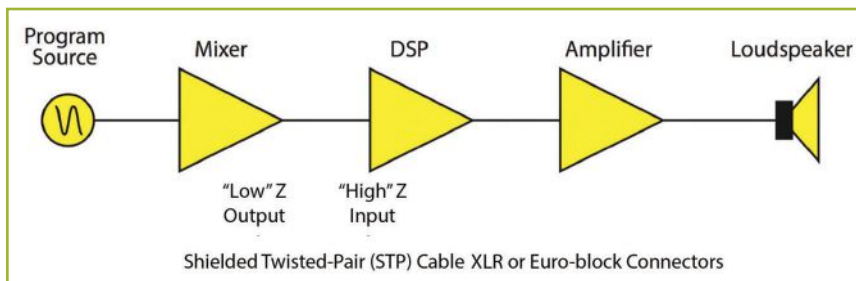 Program
Source
Mixer
DSP
Amplifier
Loudspeaker
"Low" Z
Output
"High" Z
Input
Shielded Twisted-Pair (STP) Cable XLR or Euro-block Connectors